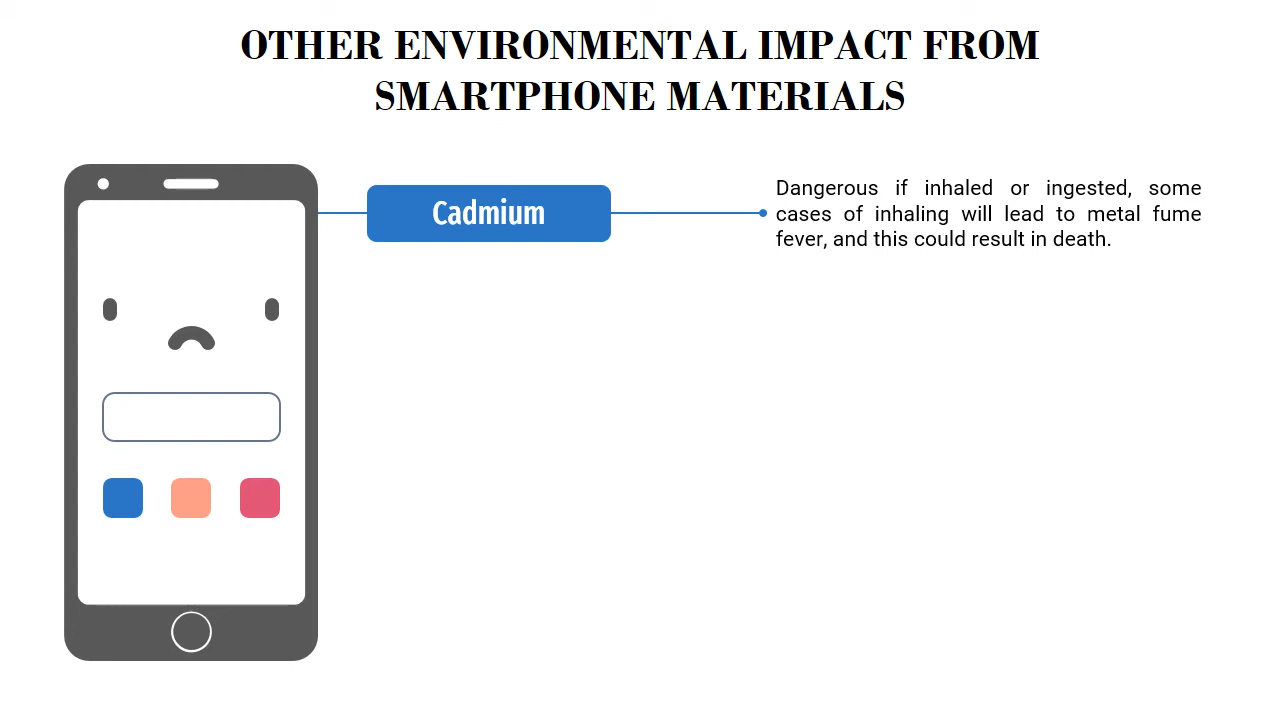 OTHER ENVIRONMENTAL IMPACT FROM
SMARTPHONE MATERIALS
Cadmium
Dangerous if inhaled or ingested, some
cases of inhaling will lead to metal fume
fever, and this could result in death.